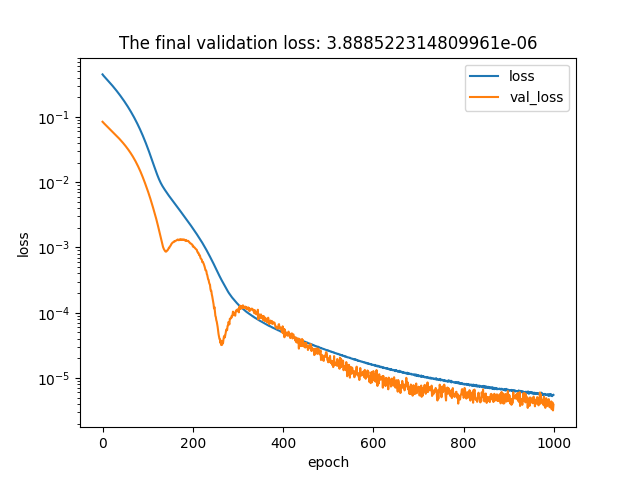 The final validation loss: 3.888522314809961e-06
loss
val_loss
10⁻¹
10⁻²
10⁻³
10⁻⁴
10⁻⁵
loss
0 200 400 600 800 1000
epoch